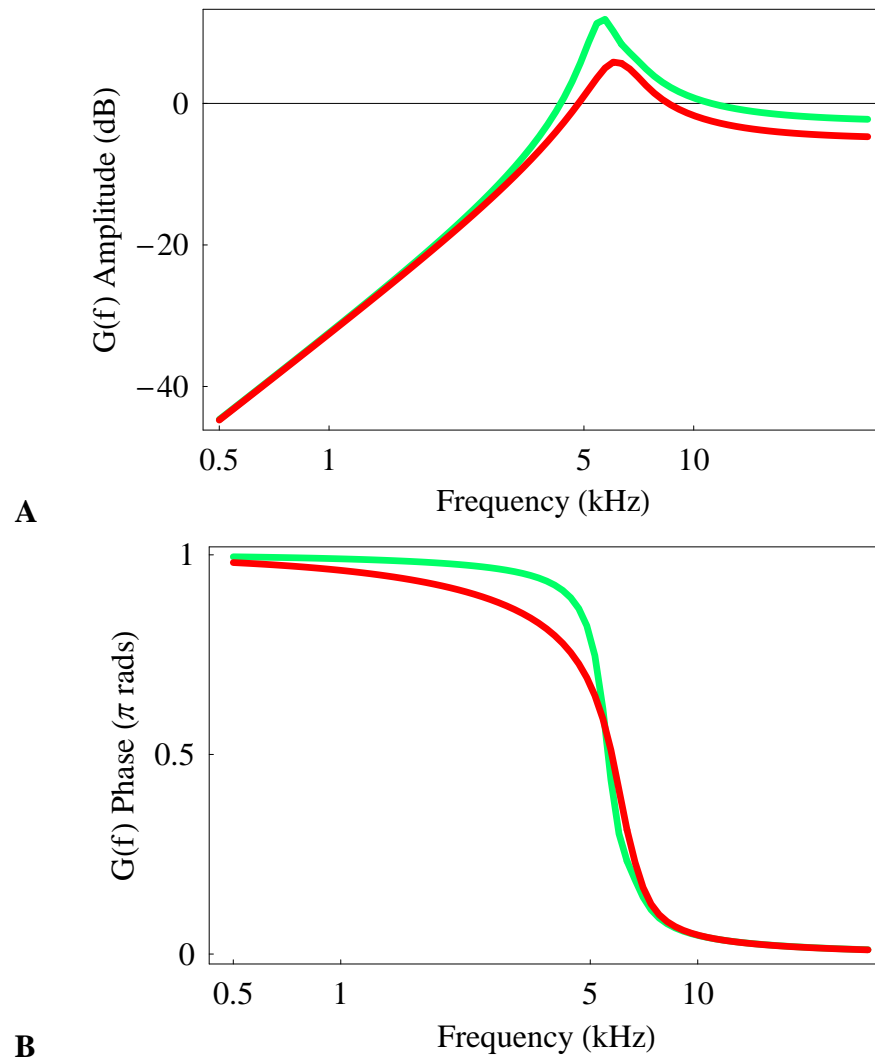 G(f) Amplitude (dB)
0
−20
−40
0.5 1 5 10
Frequency (kHz)
A
G(f) Phase (π rads)
1
0.5
0
0.5 1 5 10
Frequency (kHz)
B